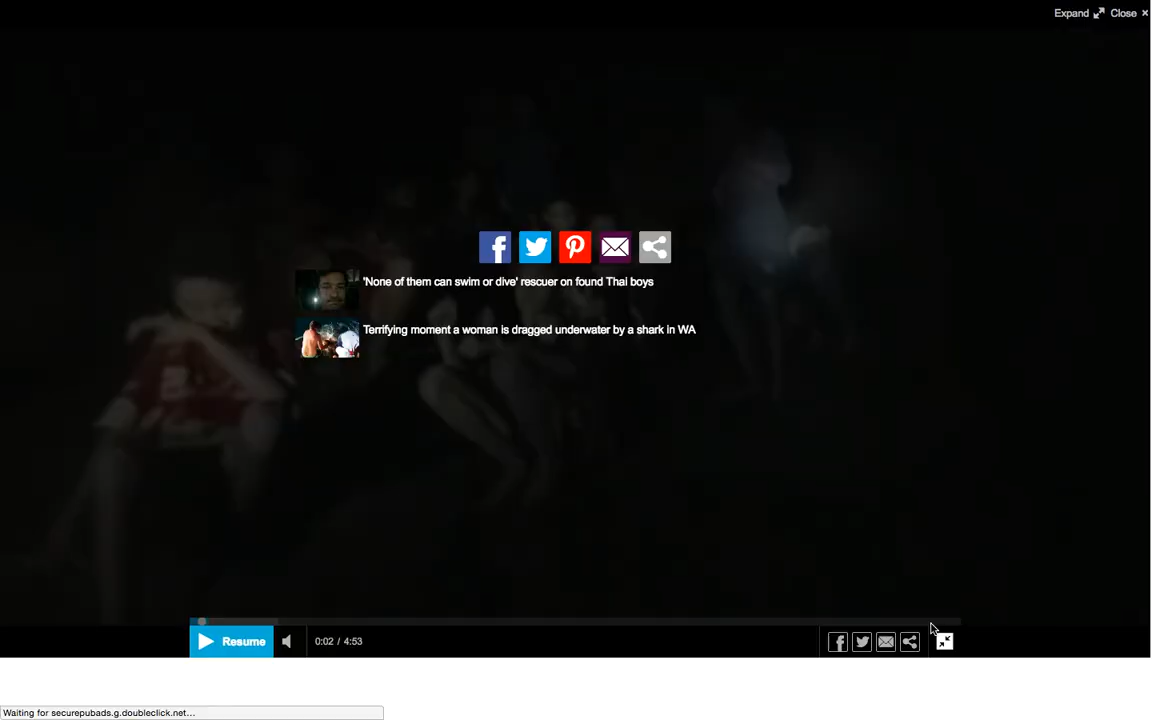 Expand Close ×
'None of them can swim or dive' rescuer on found Thai boys
Terrifying moment a woman is dragged underwater by a shark in WA
Resume 0:02 / 4:53
Waiting for securepubads.g.doubleclick.net...